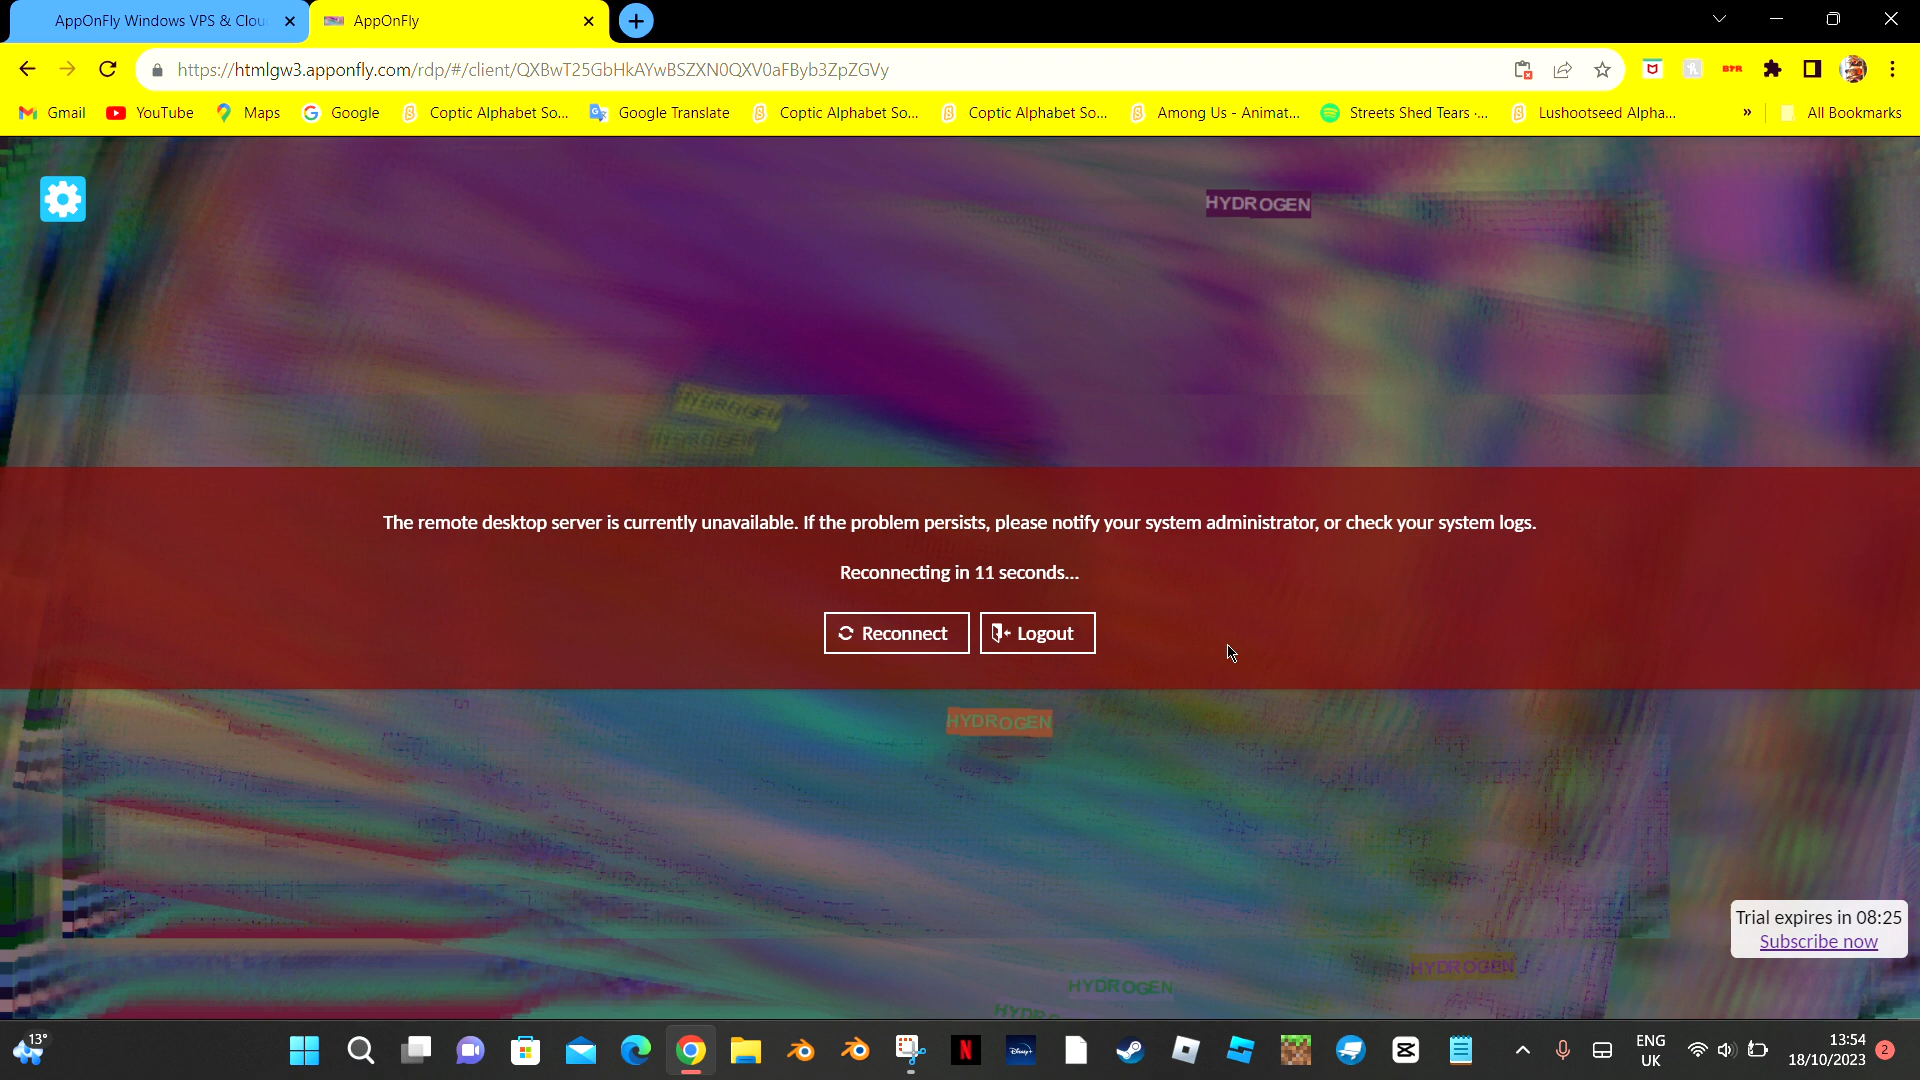 AppOnFly Windows VPS & Clou
AppOnFly
https://htmlgw3.apponfly.com/rdp/#/client/QXBwT25GbHkAYwBSZXN0QXV0aFByb3ZpZGVy
Gmail
YouTube
Maps
Google
Coptic Alphabet So...
Google Translate
Coptic Alphabet So...
Coptic Alphabet So...
Among Us - Animat...
Streets Shed Tears ·...
Lushootseed Alpha...
»
All Bookmarks
HYDROGEN
HYDROGEN
HYDROGEN
The remote desktop server is currently unavailable. If the problem persists, please notify your system administrator, or check your system logs.
Reconnecting in 11 seconds...
Reconnect
Logout
HYDROGEN
Trial expires in 08:25
Subscribe now
HYDROGEN
HYDROGEN
13°
N
Disney+
ENG
UK
13:54
18/10/2023
2